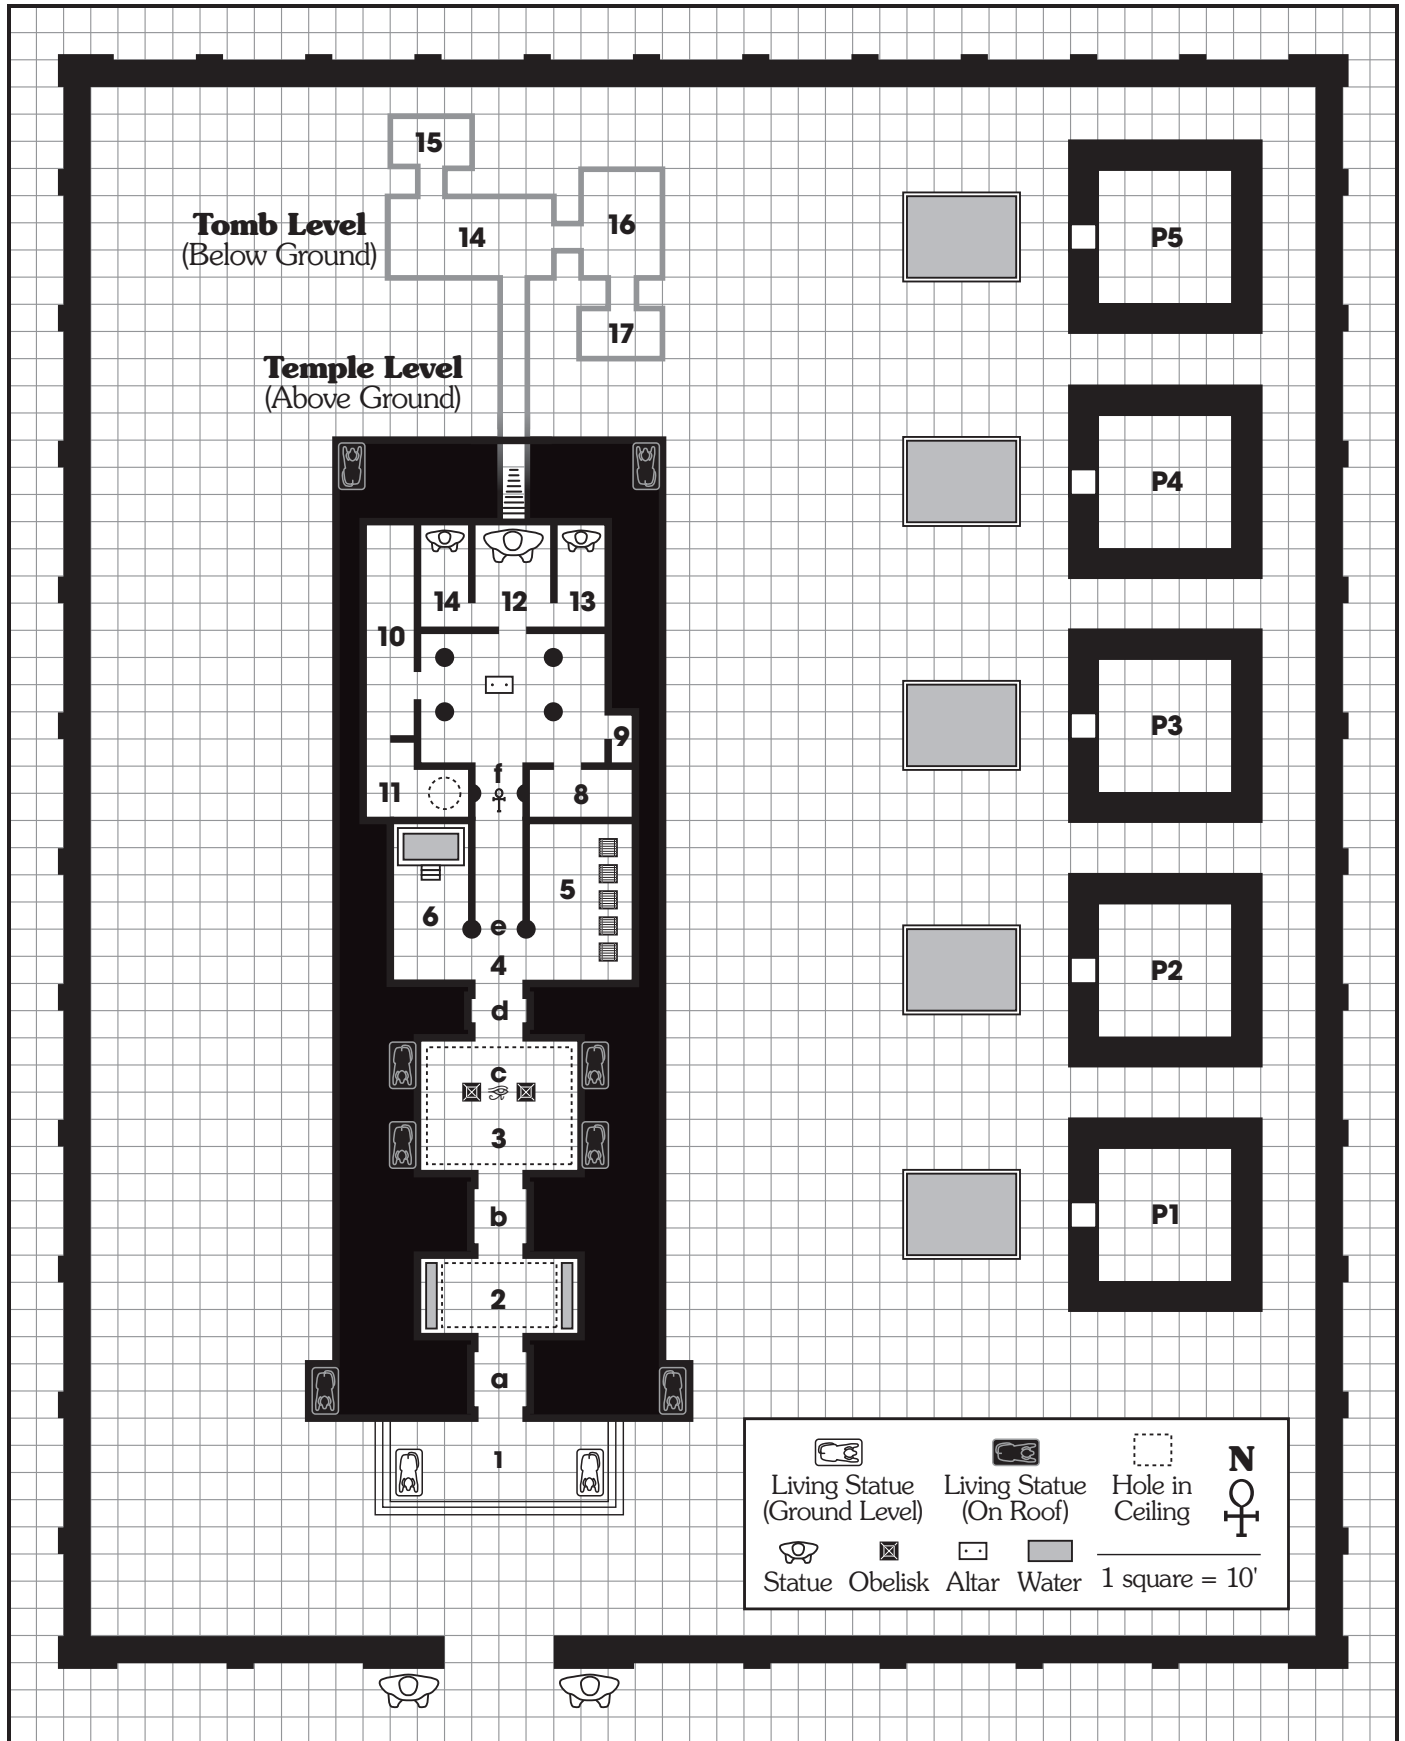 15
Tomb Level
(Below Ground)
14
16
P5
17
Temple Level
(Above Ground)
P4
14
12
13
10
P3
9
f
11
8
5
6
e
4
P2
d
c
3
b
P1
2
a
1
N
Living Statue
(Ground Level)
Living Statue
(On Roof)
Hole in
Ceiling
Statue
Obelisk
Altar
Water
1 square = 10'